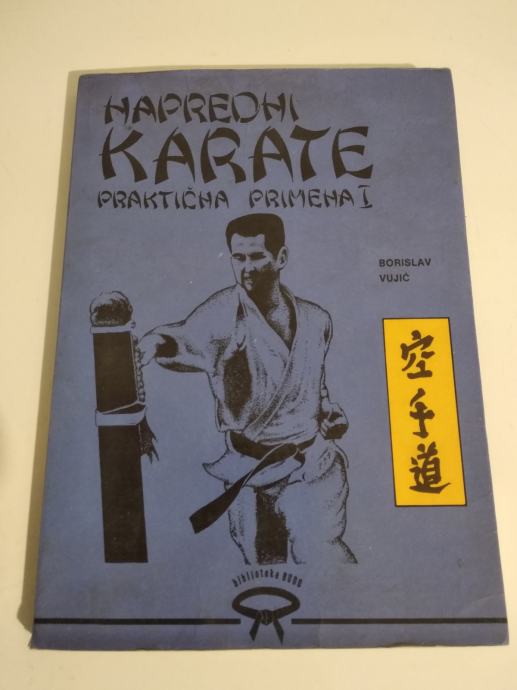 NAPREDNI
KARATE
PRAKTIČNA PRIMENA I
BORISLAV
VUJIĆ
空
手
道
biblioteka BUDO